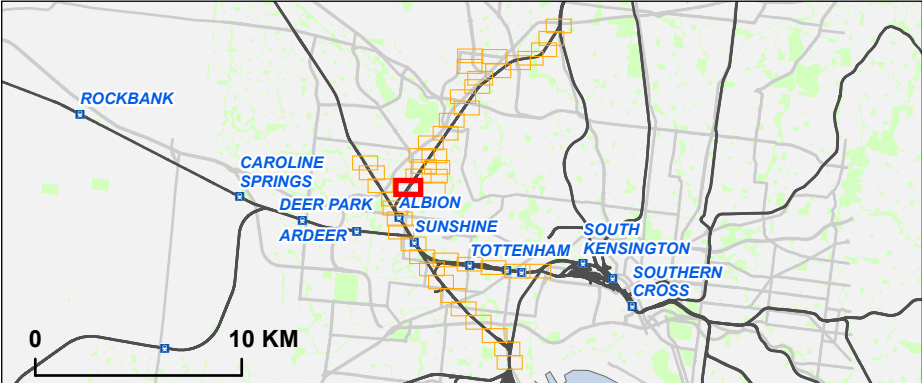 ROCKBANK
CAROLINE
SPRINGS
DEER PARK
ALBION
ARDEER
SUNSHINE
TOTTENHAM
SOUTH
KENSINGTON
SOUTHERN
CROSS
0
10 KM